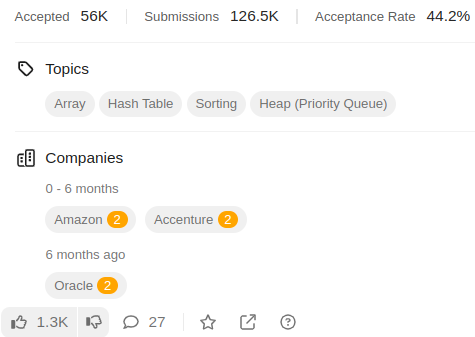 Accepted 56K Submissions 126.5K Acceptance Rate 44.2%
Topics
Array Hash Table Sorting Heap (Priority Queue)
Companies
0 - 6 months
Amazon 2 Accenture 2
6 months ago
Oracle 2
1.3K 27